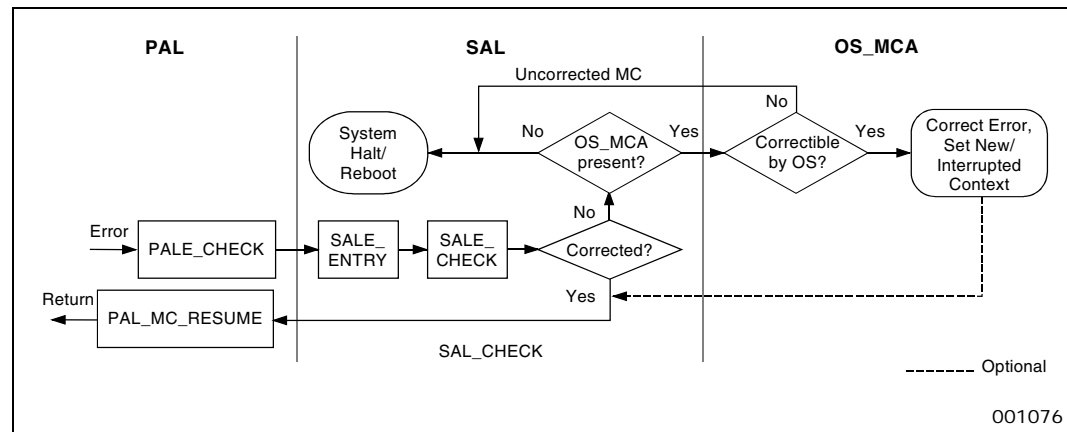 PAL
SAL
OS_MCA
Uncorrected MC
No
System
Halt/
Reboot
No
OS_MCA
present?
Yes
Correctible
by OS?
Yes
Correct Error,
Set New/
Interrupted
Context
No
Error
PALE_CHECK
SALE_
ENTRY
SALE_
CHECK
Corrected?
Yes
Return
PAL_MC_RESUME
SAL_CHECK
Optional
001076